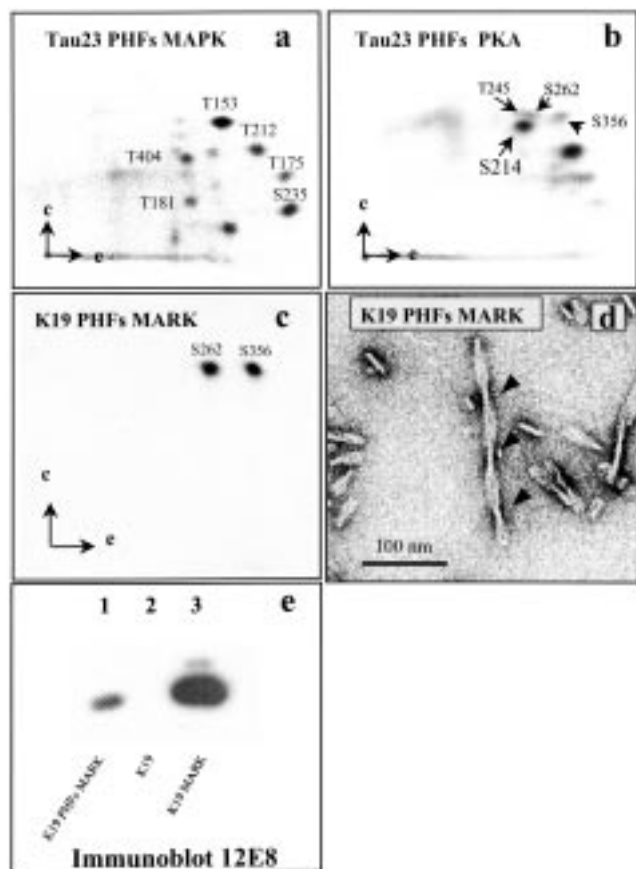 Tau23 PHFs MAPK a
T153
T212
T404
T175
T181
S235
c
e
Tau23 PHFs PKA b
T245 S262
S356
S214
c
e
K19 PHFs MARK c
S262 S356
c
e
K19 PHFs MARK d
100 nm
1 2 3 e
K19 PHFs MARK
K19
K19 MARK
Immunoblot 12E8